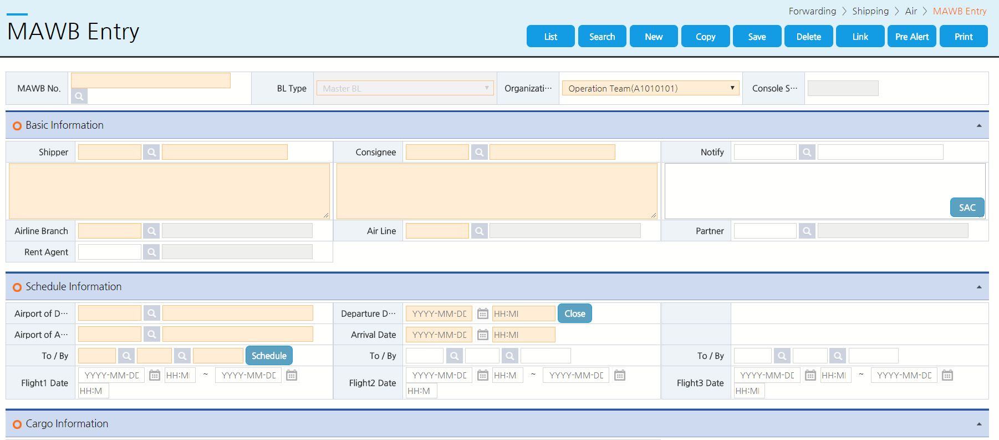 Forwarding > Shipping > Air > MAWB Entry
MAWB Entry
List Search New Copy Save Delete Link Pre Alert Print
MAWB No. BL Type Master BL Organizati··· Operation Team(A1010101) Console S···
Basic Information
Shipper Consignee Notify
SAC
Airline Branch Air Line Partner
Rent Agent
Schedule Information
Airport of D··· Departure D··· YYYY-MM-DD HH:MI Close
Airport of A··· Arrival Date YYYY-MM-DD HH:MI
To / By Schedule To / By To / By
Flight1 Date YYYY-MM-DD HH:MI ~ YYYY-MM-DD HH:MI Flight2 Date YYYY-MM-DD HH:MI ~ YYYY-MM-DD HH:M Flight3 Date YYYY-MM-DD HH:MI ~ YYYY-MM-DD HH:MI
Cargo Information